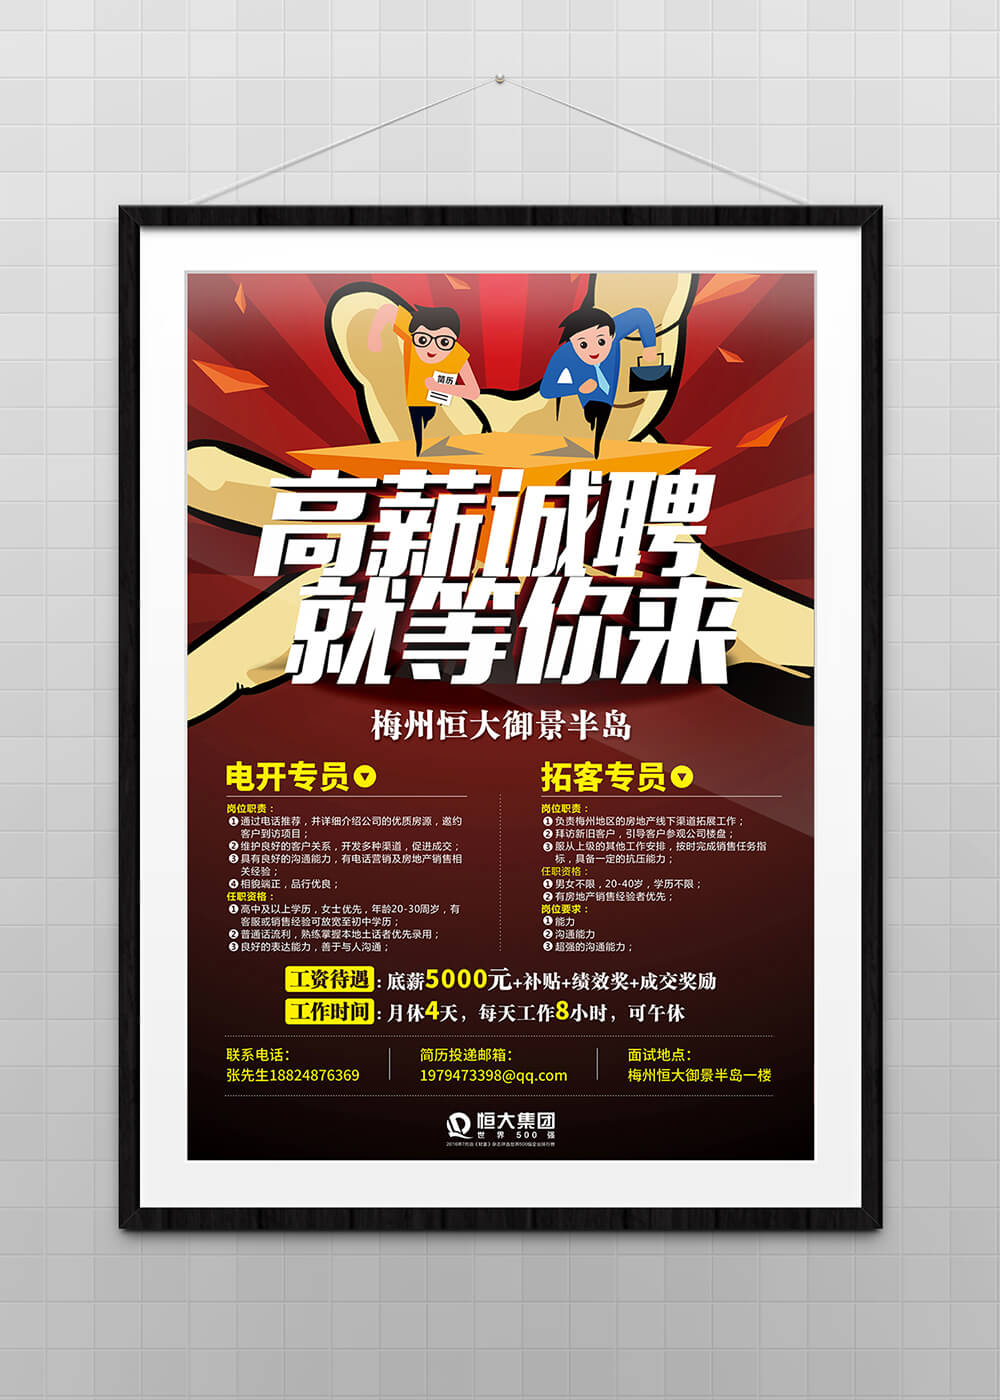 简历
高薪诚聘
就等你来
梅州恒大御景半岛
电开专员
岗位职责：
❶通过电话推荐，并详细介绍公司的优质房源，邀约
客户到访项目；
❷维护良好的客户关系，开发多种渠道，促进成交；
❸具有良好的沟通能力，有电话营销及房地产销售相
关经验；
❹相貌端正，品行优良；
任职资格：
❶高中及以上学历，女士优先，年龄20-30周岁，有
客服或销售经验可放宽至初中学历；
❷普通话流利，熟练掌握本地土话者优先录用；
❸良好的表达能力，善于与人沟通；
拓客专员
岗位职责：
❶负责梅州地区的房地产线下渠道拓展工作；
❷拜访新旧客户，引导客户参观公司楼盘；
❸服从上级的其他工作安排，按时完成销售任务指
标，具备一定的抗压能力；
任职资格：
❶男女不限，20-40岁，学历不限；
❷有房地产销售经验者优先；
岗位要求：
❶能力
❷沟通能力
❸超强的沟通能力；
工资待遇：底薪5000元+补贴+绩效奖+成交奖励
工作时间：月休4天，每天工作8小时，可午休
联系电话：
张先生18824876369
简历投递邮箱：
1979473398@qq.com
面试地点：
梅州恒大御景半岛一楼
恒大集团
世界500强